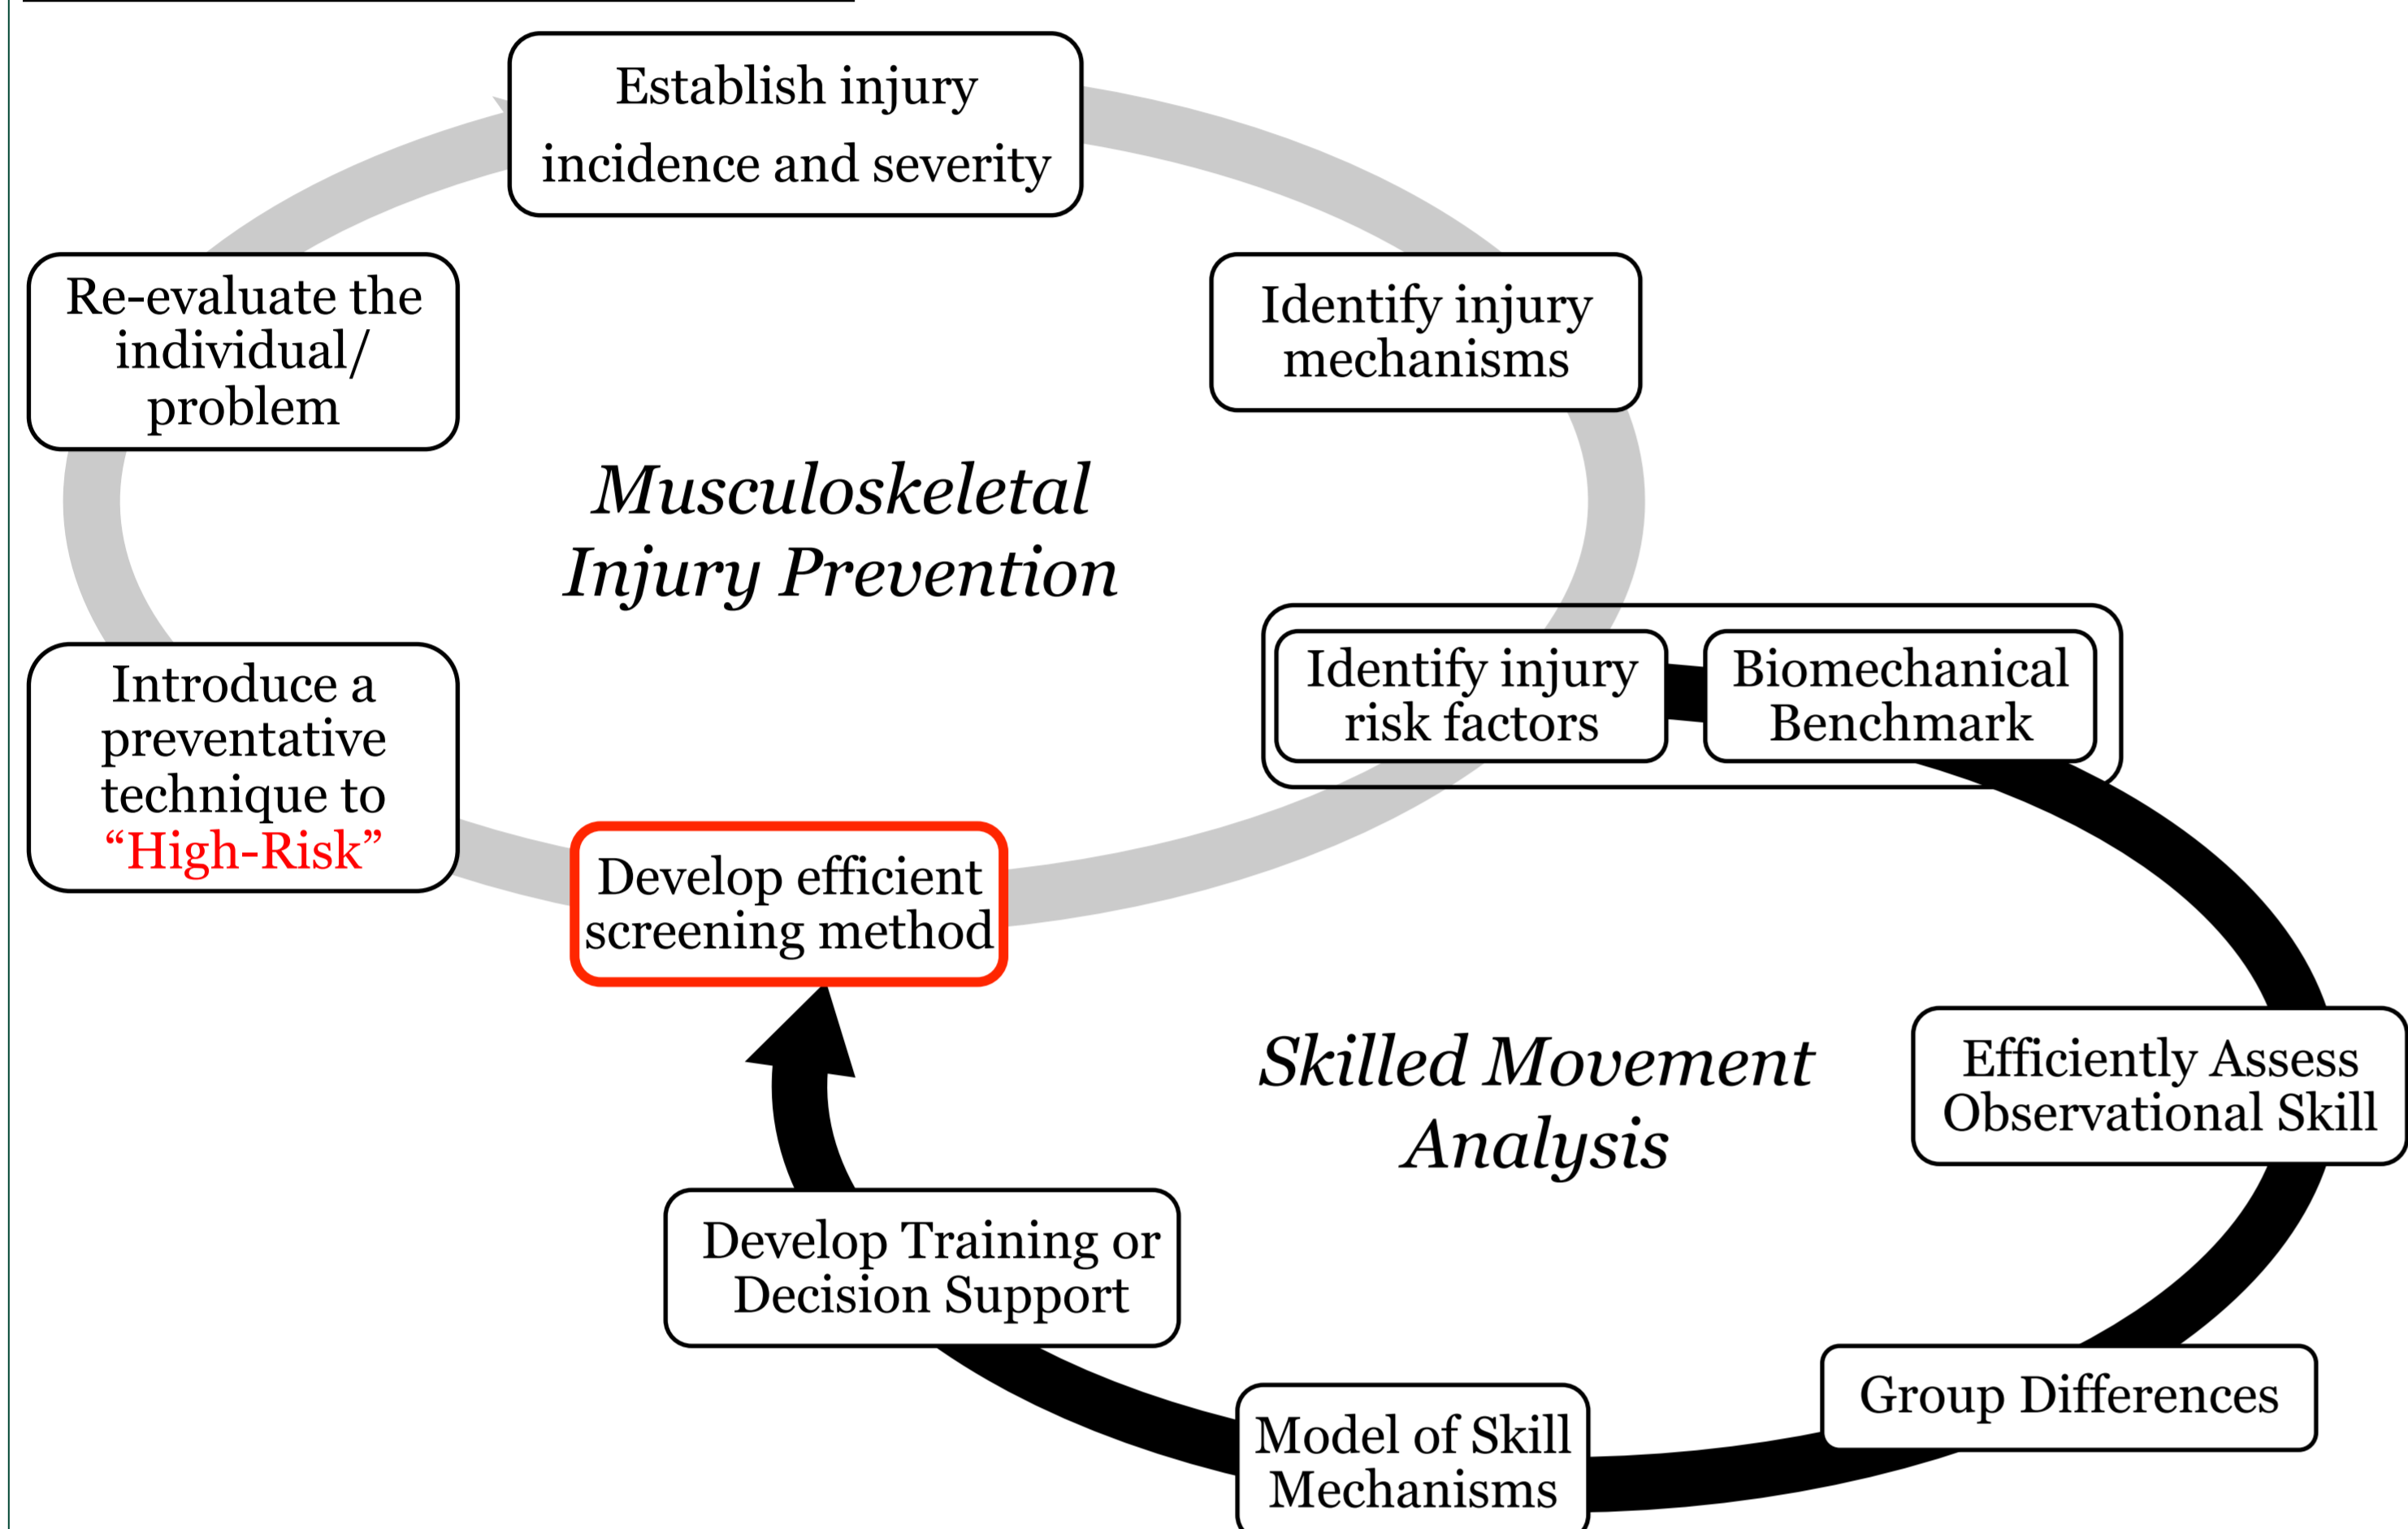 Establish injury
incidence and severity
Identify injury
mechanisms
Re-evaluate the
individual/
problem
Musculoskeletal
Injury Prevention
Identify injury
risk factors
Biomechanical
Benchmark
Introduce a
preventative
technique to
“High-Risk”
Develop efficient
screening method
Skilled Movement
Analysis
Efficiently Assess
Observational Skill
Develop Training or
Decision Support
Group Differences
Model of Skill
Mechanisms